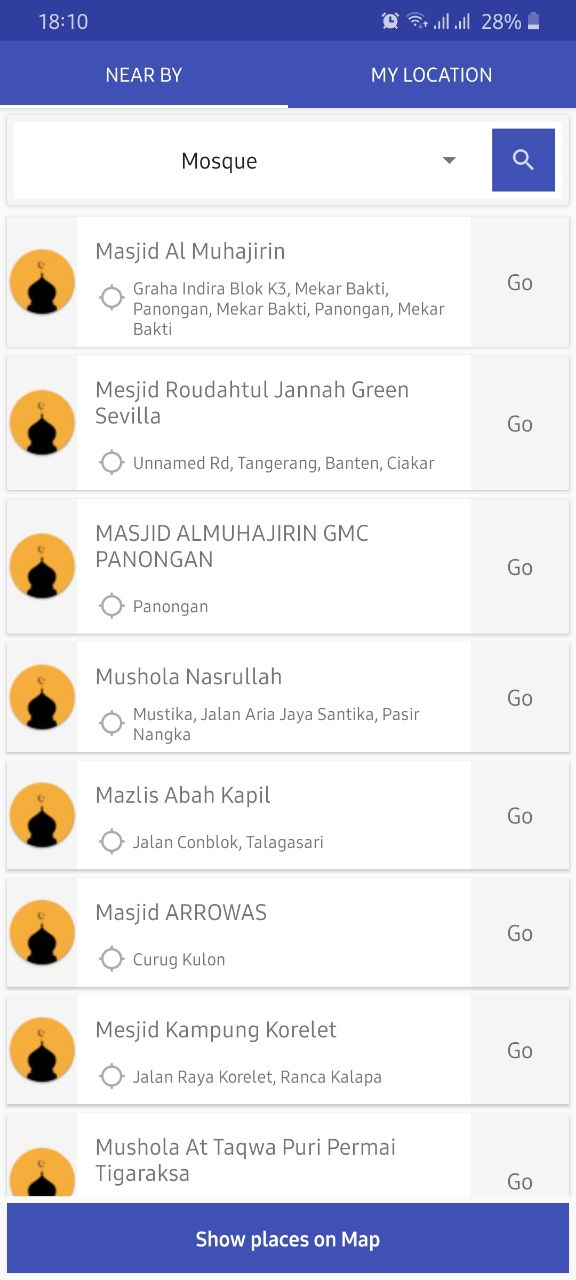 18:10
28%
NEAR BY
MY LOCATION
Mosque
Masjid Al Muhajirin
Graha Indira Blok K3, Mekar Bakti,
Panongan, Mekar Bakti, Panongan, Mekar
Bakti
Go
Mesjid Roudahtul Jannah Green
Sevilla
Unnamed Rd, Tangerang, Banten, Ciakar
Go
MASJID ALMUHAJIRIN GMC
PANONGAN
Panongan
Go
Mushola Nasrullah
Mustika, Jalan Aria Jaya Santika, Pasir
Nangka
Go
Mazlis Abah Kapil
Jalan Conblok, Talagasari
Go
Masjid ARROWAS
Curug Kulon
Go
Mesjid Kampung Korelet
Jalan Raya Korelet, Ranca Kalapa
Go
Mushola At Taqwa Puri Permai
Tigaraksa
Go
Show places on Map